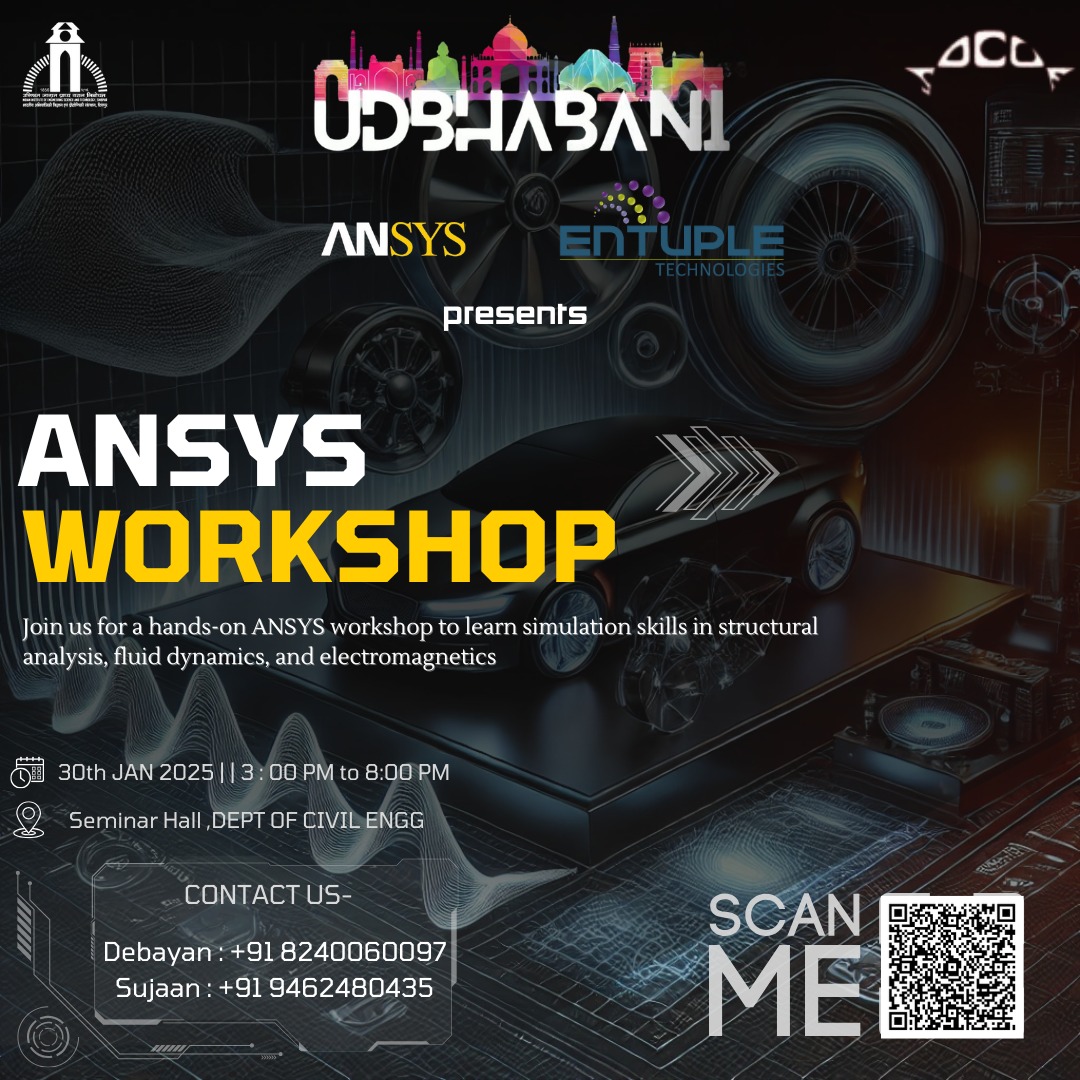 UDBHABANI
ANSYS
ENTUPLE
TECHNOLOGIES
presents
ANSYS
WORKSHOP
Join us for a hands-on ANSYS workshop to learn simulation skills in structural
analysis, fluid dynamics, and electromagnetics
30th JAN 2025 || 3 : 00 PM to 8:00 PM
Seminar Hall ,DEPT OF CIVIL ENGG
CONTACT US-
Debayan : +91 8240060097
Sujaan : +91 9462480435
SCAN
ME